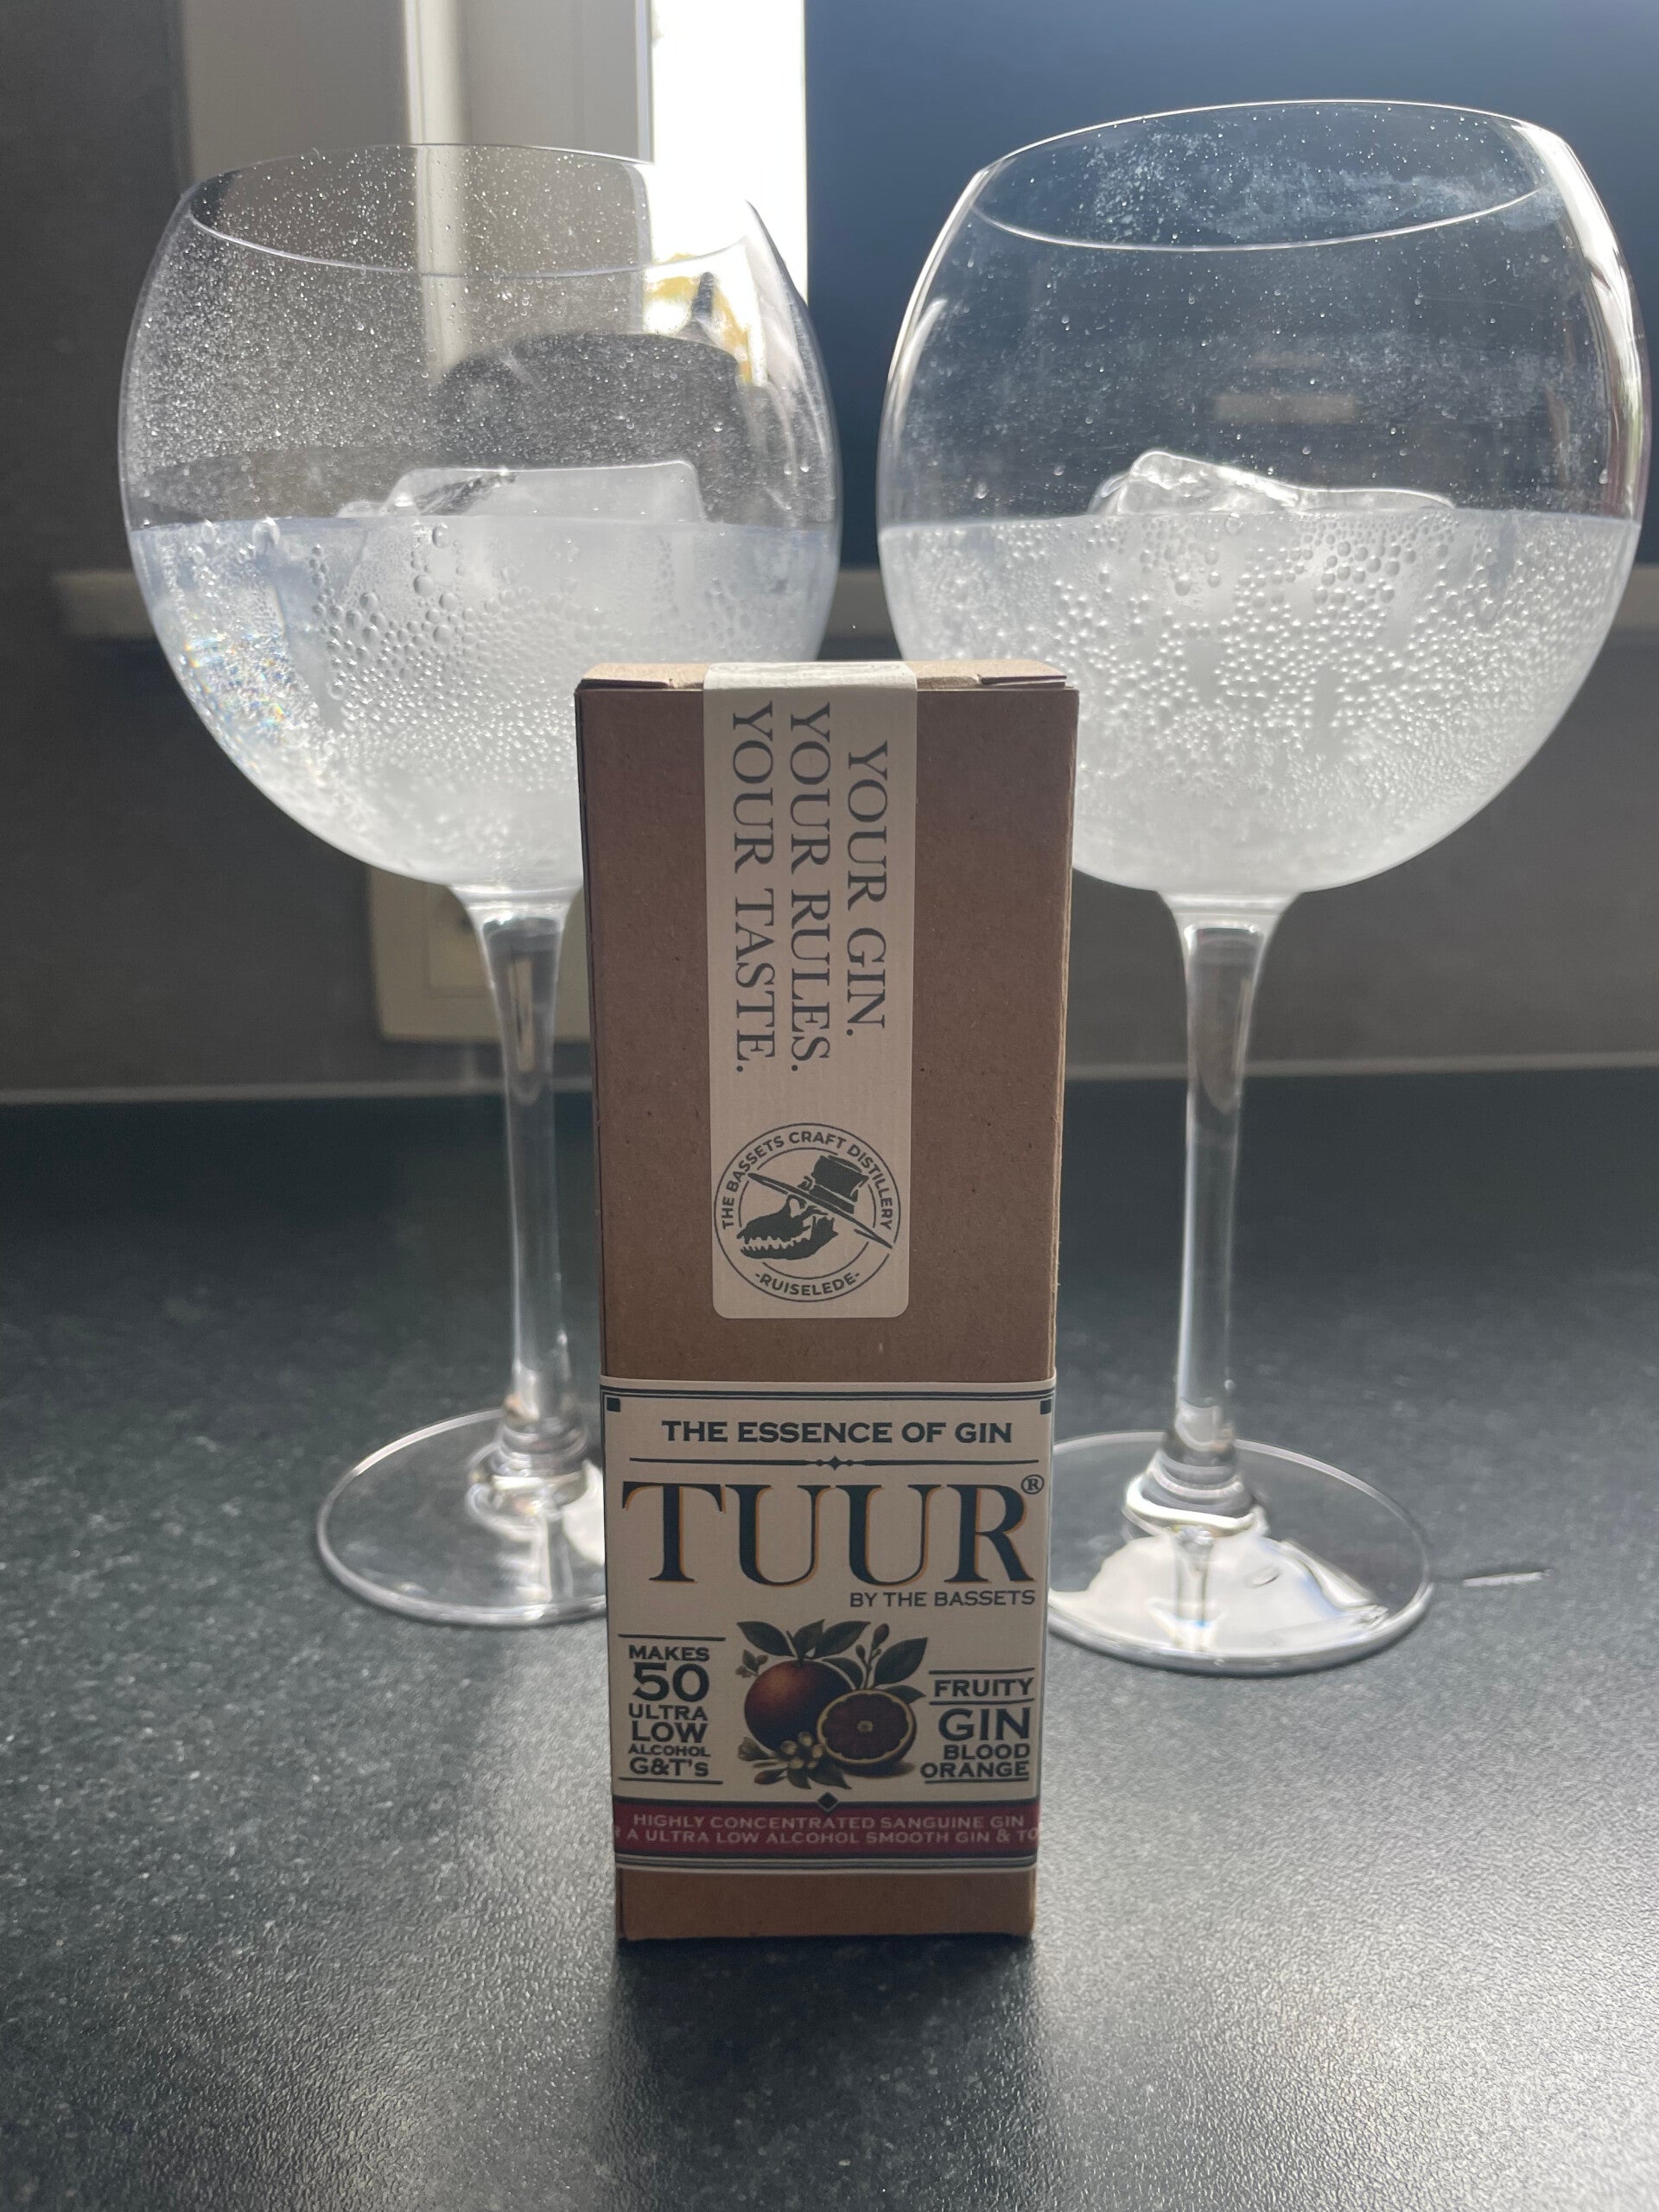 YOUR GIN.
YOUR RULES.
YOUR TASTE.
THE BASSETS CRAFT DISTILLERY
-RUISELEDE-
THE ESSENCE OF GIN
TUUR®
BY THE BASSETS
MAKES
50
ULTRA
LOW
ALCOHOL
G&T'S
FRUITY
GIN
BLOOD
ORANGE
HIGHLY CONCENTRATED SANGUINE GIN
A ULTRA LOW ALCOHOL SMOOTH GIN &